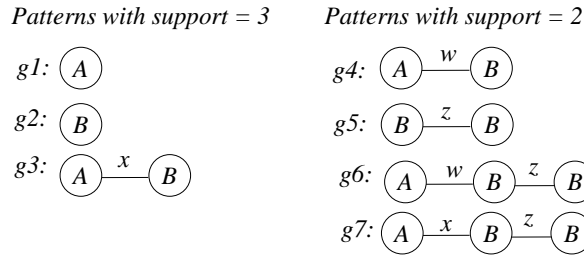 Patterns with support = 3
g1: A
g2: B
g3: A x B
Patterns with support = 2
g4: A w B
g5: B z B
g6: A w B z B
g7: A x B z B